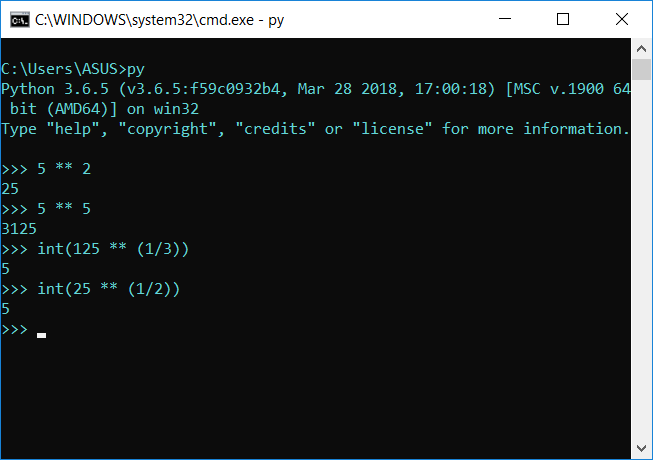 C:\WINDOWS\system32\cmd.exe - py
C:\Users\ASUS>py
Python 3.6.5 (v3.6.5:f59c0932b4, Mar 28 2018, 17:00:18) [MSC v.1900 64
 bit (AMD64)] on win32
Type "help", "copyright", "credits" or "license" for more information.
>>> 5 ** 2
25
>>> 5 ** 5
3125
>>> int(125 ** (1/3))
5
>>> int(25 ** (1/2))
5
>>>